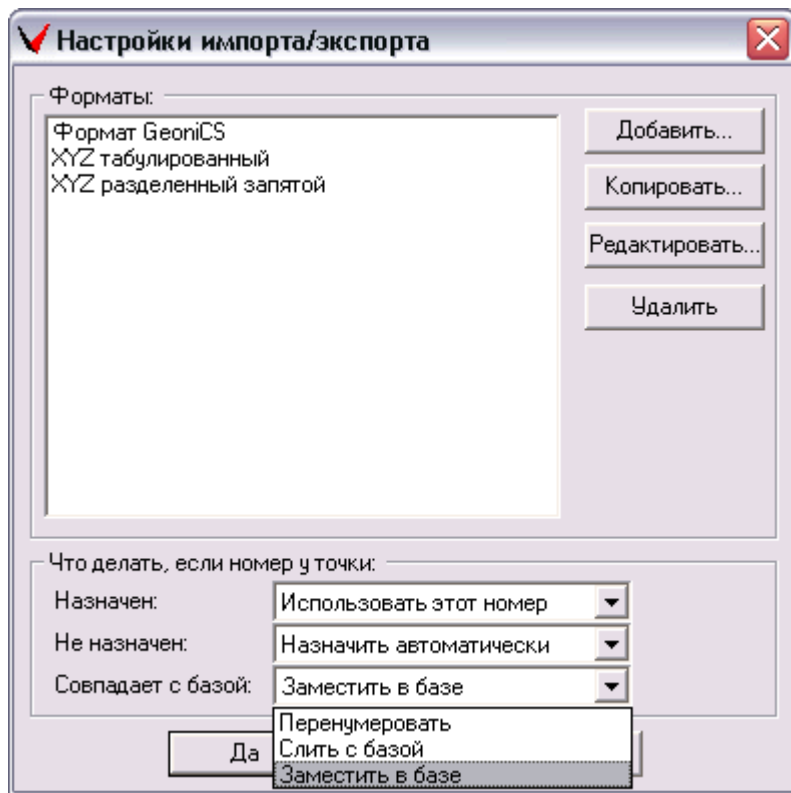 Настройки импорта/экспорта
Форматы:
Формат GeoniCS
XYZ табулированный
XYZ разделенный запятой
Добавить...
Копировать...
Редактировать...
Удалить
Что делать, если номер у точки:
Назначен:
Использовать этот номер
Не назначен:
Назначить автоматически
Совпадает с базой:
Заместить в базе
Перенумеровать
Слить с базой
Заместить в базе
Да